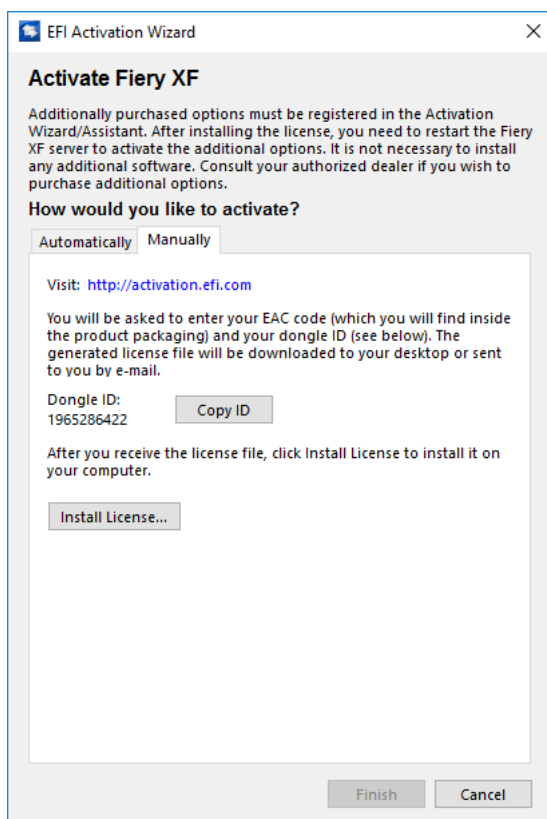 EFI Activation Wizard
Activate Fiery XF
Additionally purchased options must be registered in the Activation
Wizard/Assistant. After installing the license, you need to restart the Fiery
XF server to activate the additional options. It is not necessary to install
any additional software. Consult your authorized dealer if you wish to
purchase additional options.
How would you like to activate?
Automatically Manually
Visit: http://activation.efi.com
You will be asked to enter your EAC code (which you will find inside
the product packaging) and your dongle ID (see below). The
generated license file will be downloaded to your desktop or sent
to you by e-mail.
Dongle ID:
1965286422
Copy ID
After you receive the license file, click Install License to install it on
your computer.
Install License...
Finish Cancel